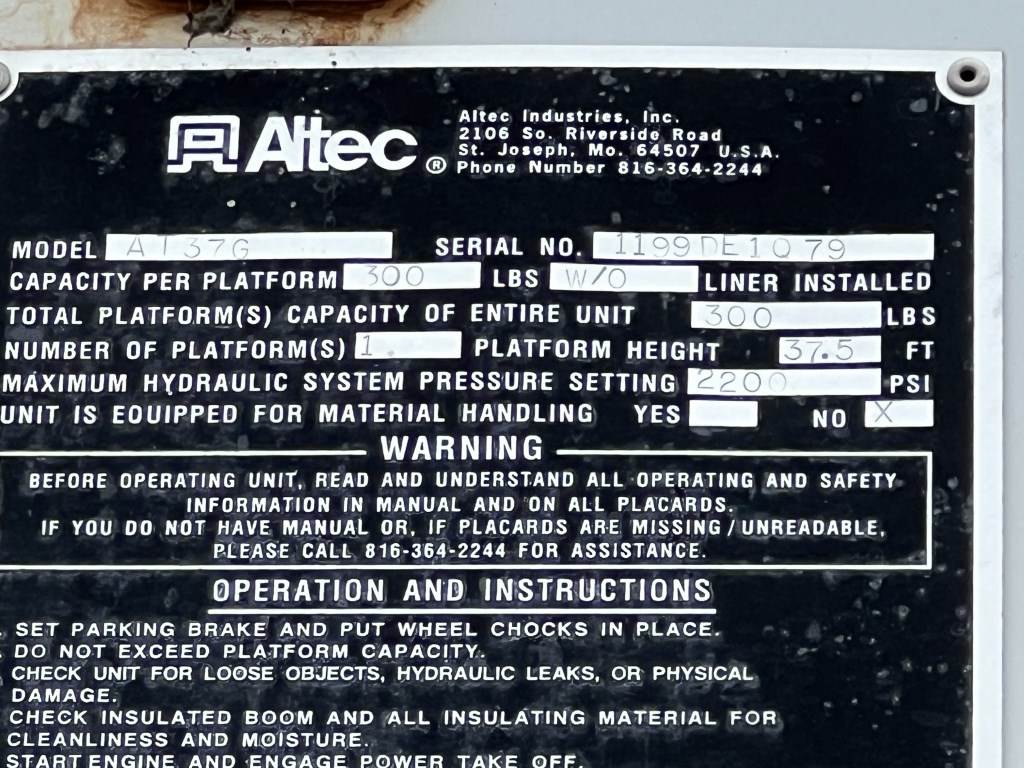 Altec ®
Altec Industries, Inc.
2106 So. Riverside Road
St. Joseph, Mo. 64507 U.S.A.
Phone Number 816-364-2244
MODEL AT37G SERIAL NO. 1199DE1079
CAPACITY PER PLATFORM 300 LBS W/O LINER INSTALLED
TOTAL PLATFORM(S) CAPACITY OF ENTIRE UNIT 300 LBS
NUMBER OF PLATFORM(S) 1 PLATFORM HEIGHT 37.5 FT
MAXIMUM HYDRAULIC SYSTEM PRESSURE SETTING 2200 PSI
UNIT IS EQUIPPED FOR MATERIAL HANDLING YES NO X
WARNING
BEFORE OPERATING UNIT, READ AND UNDERSTAND ALL OPERATING AND SAFETY
INFORMATION IN MANUAL AND ON ALL PLACARDS.
IF YOU DO NOT HAVE MANUAL OR, IF PLACARDS ARE MISSING/UNREADABLE,
PLEASE CALL 816-364-2244 FOR ASSISTANCE.
OPERATION AND INSTRUCTIONS
. SET PARKING BRAKE AND PUT WHEEL CHOCKS IN PLACE.
. DO NOT EXCEED PLATFORM CAPACITY.
CHECK UNIT FOR LOOSE OBJECTS, HYDRAULIC LEAKS, OR PHYSICAL
DAMAGE.
CHECK INSULATED BOOM AND ALL INSULATING MATERIAL FOR
CLEANLINESS AND MOISTURE.
START ENGINE AND ENGAGE POWER TAKE OFF.